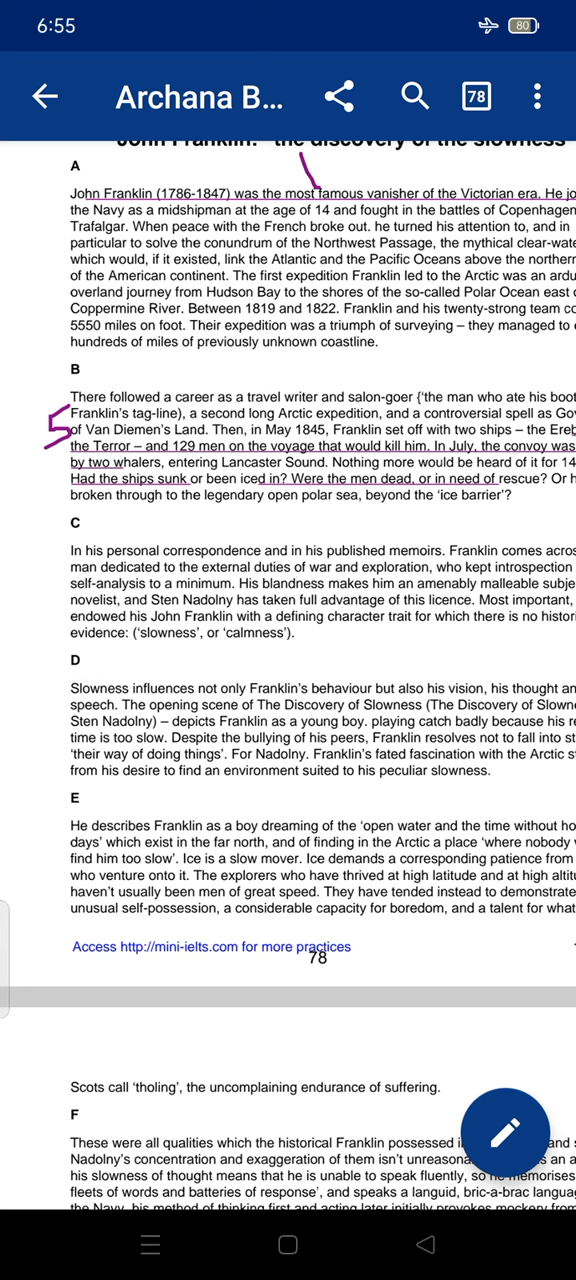 6:55
80
Archana B...
78
John Franklin: "the discovery of the slowness"
A
John Franklin (1786-1847) was the most famous vanisher of the Victorian era. He jo
the Navy as a midshipman at the age of 14 and fought in the battles of Copenhagen
Trafalgar. When peace with the French broke out. he turned his attention to, and in
particular to solve the conundrum of the Northwest Passage, the mythical clear-wate
which would, if it existed, link the Atlantic and the Pacific Oceans above the northern
of the American continent. The first expedition Franklin led to the Arctic was an ardu
overland journey from Hudson Bay to the shores of the so-called Polar Ocean east o
Coppermine River. Between 1819 and 1822. Franklin and his twenty-strong team co
5550 miles on foot. Their expedition was a triumph of surveying – they managed to
hundreds of miles of previously unknown coastline.
B
There followed a career as a travel writer and salon-goer {'the man who ate his boot
Franklin's tag-line), a second long Arctic expedition, and a controversial spell as Gov
5
of Van Diemen's Land. Then, in May 1845, Franklin set off with two ships – the Ereb
the Terror – and 129 men on the voyage that would kill him. In July, the convoy was
by two whalers, entering Lancaster Sound. Nothing more would be heard of it for 14
Had the ships sunk or been iced in? Were the men dead, or in need of rescue? Or h
broken through to the legendary open polar sea, beyond the 'ice barrier'?
C
In his personal correspondence and in his published memoirs. Franklin comes acros
man dedicated to the external duties of war and exploration, who kept introspection
self-analysis to a minimum. His blandness makes him an amenably malleable subje
novelist, and Sten Nadolny has taken full advantage of this licence. Most important,
endowed his John Franklin with a defining character trait for which there is no histori
evidence: ('slowness', or 'calmness').
D
Slowness influences not only Franklin's behaviour but also his vision, his thought an
speech. The opening scene of The Discovery of Slowness (The Discovery of Slown
Sten Nadolny) – depicts Franklin as a young boy. playing catch badly because his re
time is too slow. Despite the bullying of his peers, Franklin resolves not to fall into st
'their way of doing things'. For Nadolny. Franklin's fated fascination with the Arctic s
from his desire to find an environment suited to his peculiar slowness.
E
He describes Franklin as a boy dreaming of the 'open water and the time without ho
days' which exist in the far north, and of finding in the Arctic a place 'where nobody
find him too slow'. Ice is a slow mover. Ice demands a corresponding patience from
who venture onto it. The explorers who have thrived at high latitude and at high altit
haven't usually been men of great speed. They have tended instead to demonstrate
unusual self-possession, a considerable capacity for boredom, and a talent for what
Access http://mini-ielts.com for more practices
78
Scots call 'tholing', the uncomplaining endurance of suffering.
F
These were all qualities which the historical Franklin possessed i and s
Nadolny's concentration and exaggeration of them isn't unreasona s an a
his slowness of thought means that he is unable to speak fluently, so he memorises
fleets of words and batteries of response', and speaks a languid, bric-a-brac langua
the Navy, his method of thinking first and acting later initially provokes mockery from